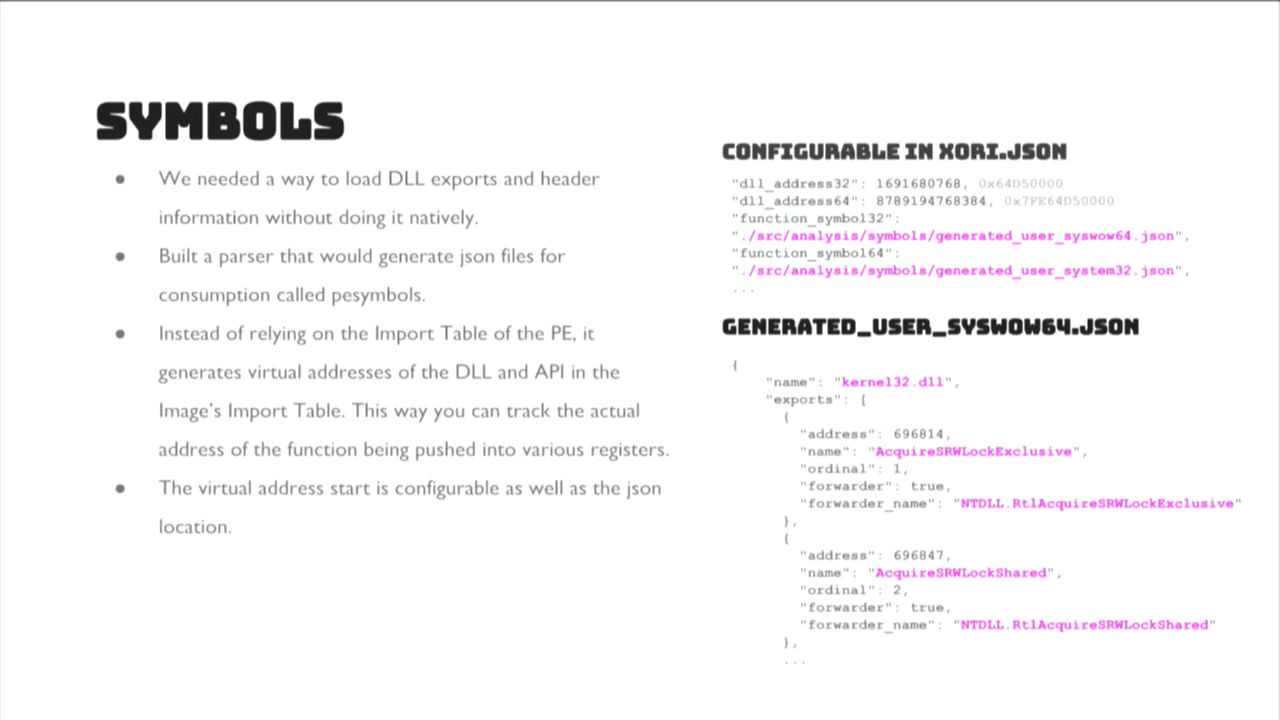 SYMBOLS
● We needed a way to load DLL exports and header
information without doing it natively.
● Built a parser that would generate json files for
consumption called pesymbols.
● Instead of relying on the Import Table of the PE, it
generates virtual addresses of the DLL and API in the
Image's Import Table. This way you can track the actual
address of the function being pushed into various registers.
● The virtual address start is configurable as well as the json
location.
CONFIGURABLE IN XORI.JSON
"dll_address32": 1691680768, 0x64D50000
"dll_address64": 8789194768384, 0x7FE64D50000
"function_symbol32":
"./src/analysis/symbols/generated_user_syswow64.json",
"function_symbol64":
"./src/analysis/symbols/generated_user_system32.json",
...
GENERATED_USER_SYSWOW64.JSON
{
"name": "kernel32.dll",
"exports": [
{
"address": 696814,
"name": "AcquireSRWLockExclusive",
"ordinal": 1,
"forwarder": true,
"forwarder_name": "NTDLL.RtlAcquireSRWLockExclusive"
},
{
"address": 696847,
"name": "AcquireSRWLockShared",
"ordinal": 2,
"forwarder": true,
"forwarder_name": "NTDLL.RtlAcquireSRWLockShared"
},
...